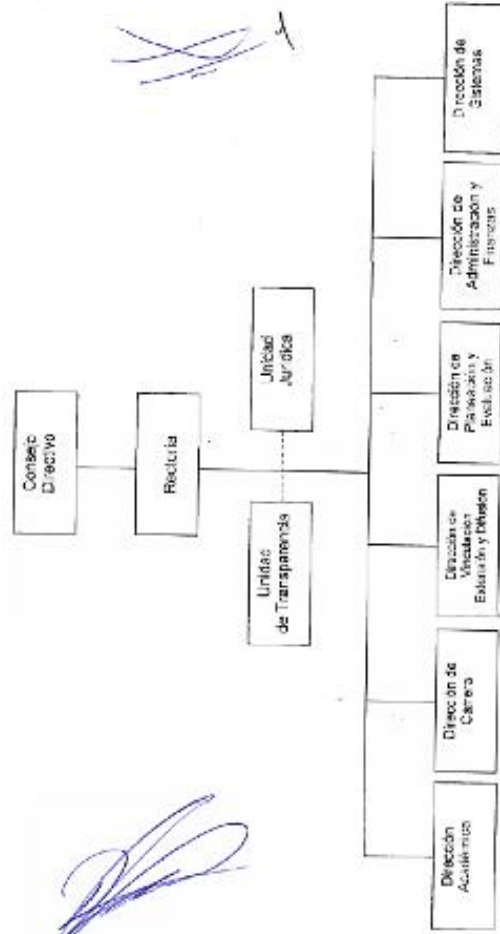 Consejo
Directivo
Rectoría
Unidad
de Transparencia
Unidad
Jurídica
Dirección
Académica
Dirección de
Carrera
Dirección de
Vinculación
Extensión y Difusión
Dirección de
Planeación y
Evaluación
Dirección de
Administración y
Finanzas
Dirección de
Sistemas